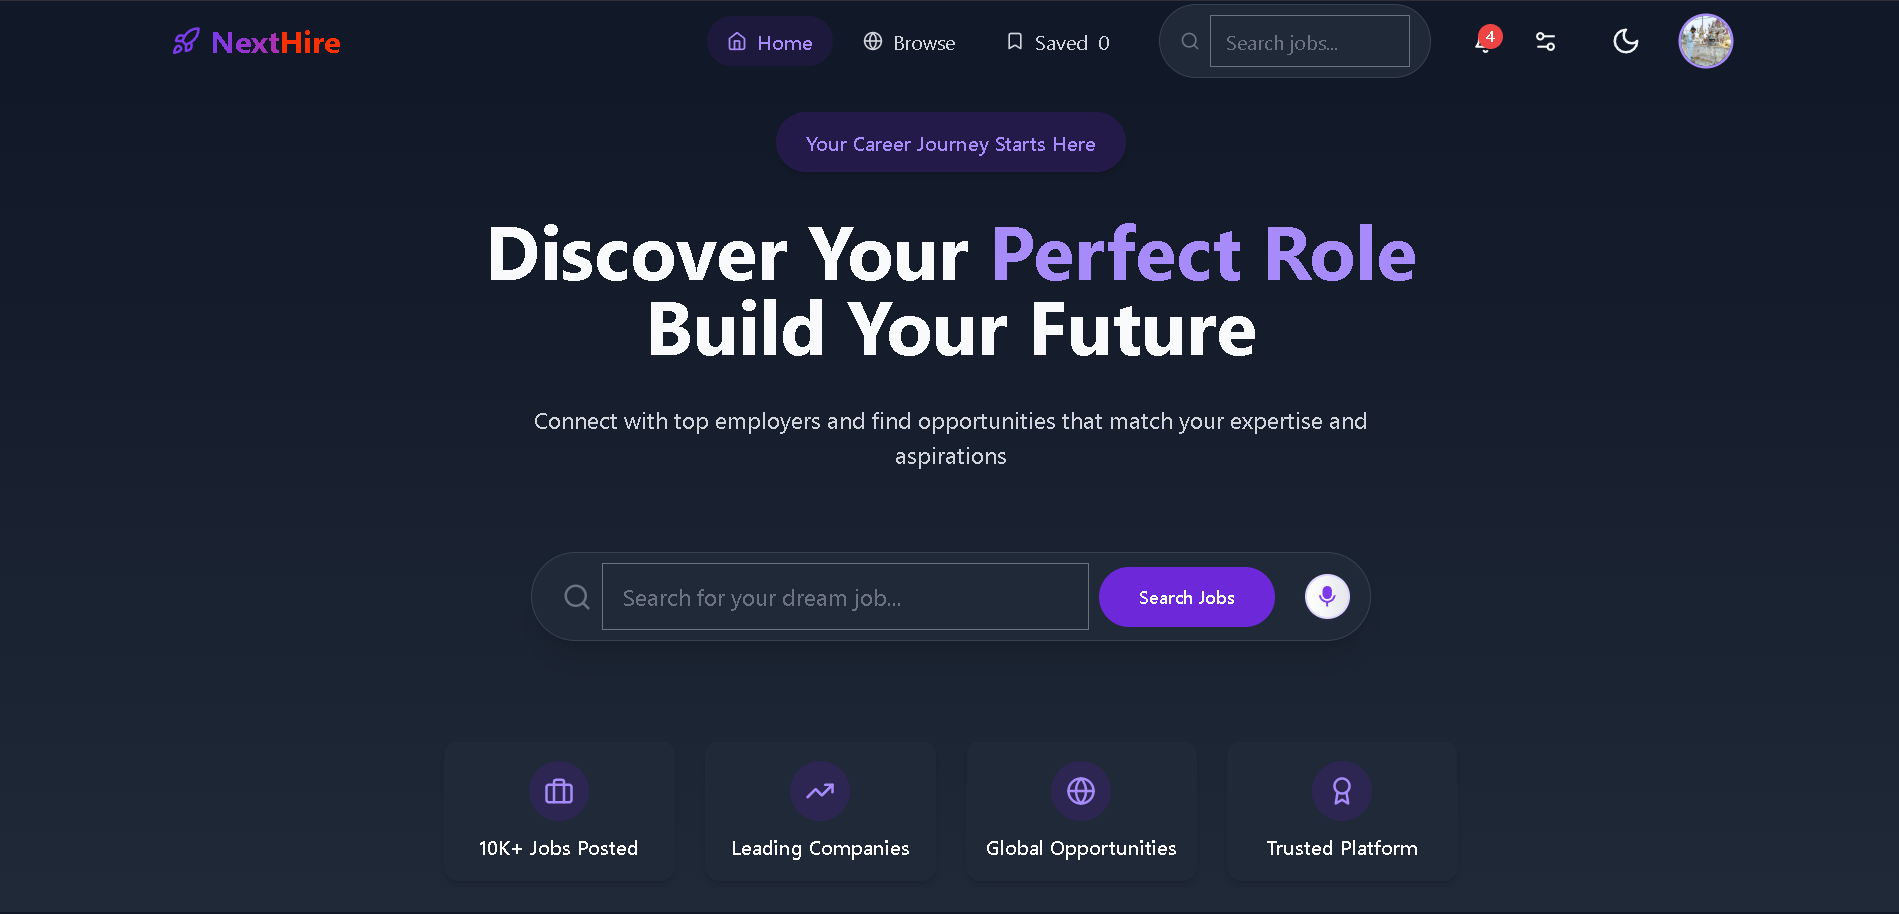 NextHire
Home
Browse
Saved 0
Search jobs...
4
Your Career Journey Starts Here
Discover Your Perfect Role
Build Your Future
Connect with top employers and find opportunities that match your expertise and
aspirations
Search for your dream job...
Search Jobs
10K+ Jobs Posted
Leading Companies
Global Opportunities
Trusted Platform